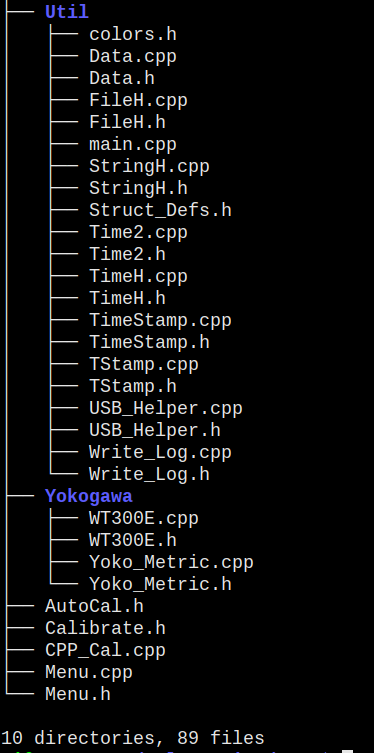 ├── Util
│   ├── colors.h
│   ├── Data.cpp
│   ├── Data.h
│   ├── FileH.cpp
│   ├── FileH.h
│   ├── main.cpp
│   ├── StringH.cpp
│   ├── StringH.h
│   ├── Struct_Defs.h
│   ├── Time2.cpp
│   ├── Time2.h
│   ├── TimeH.cpp
│   ├── TimeH.h
│   ├── TimeStamp.cpp
│   ├── TimeStamp.h
│   ├── TStamp.cpp
│   ├── TStamp.h
│   ├── USB_Helper.cpp
│   ├── USB_Helper.h
│   ├── Write_Log.cpp
│   └── Write_Log.h
├── Yokogawa
│   ├── WT300E.cpp
│   ├── WT300E.h
│   ├── Yoko_Metric.cpp
│   └── Yoko_Metric.h
├── AutoCal.h
├── Calibrate.h
├── CPP_Cal.cpp
├── Menu.cpp
└── Menu.h
10 directories, 89 files